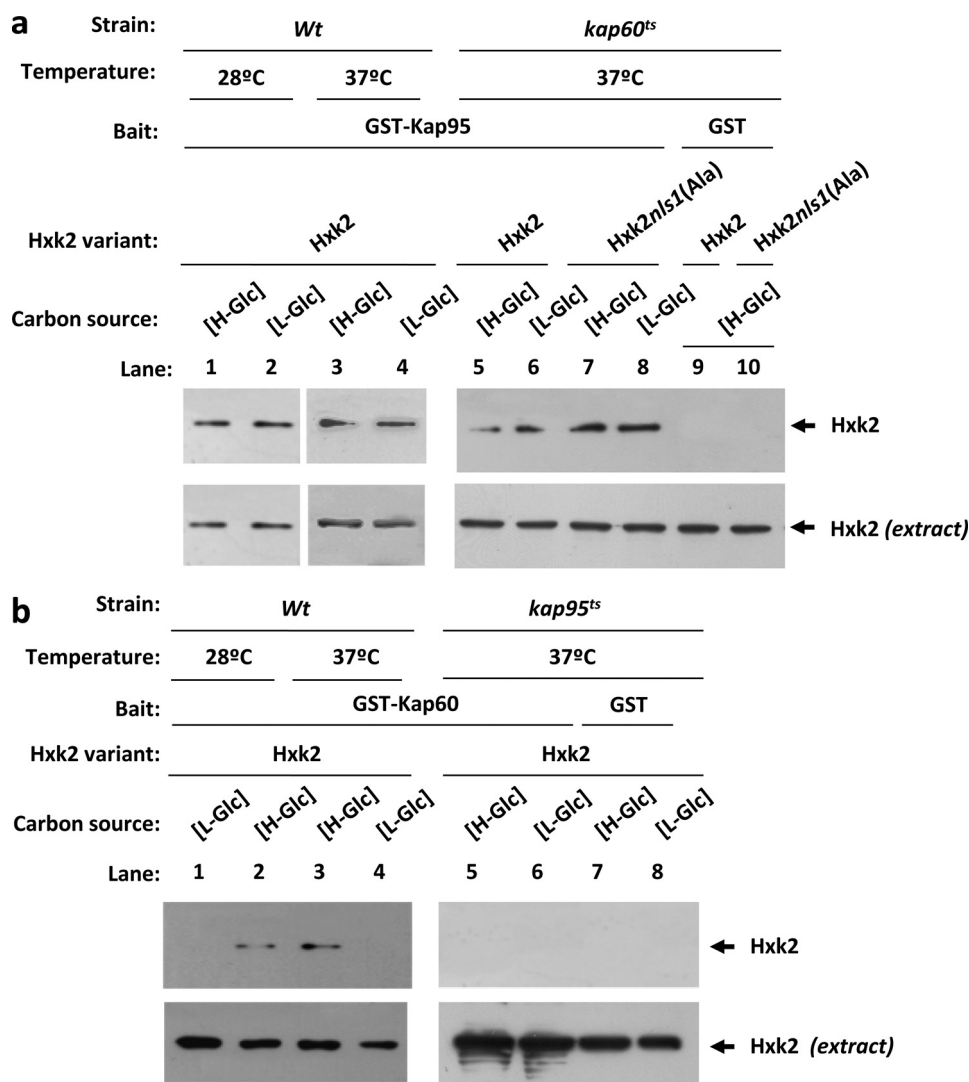 a
Strain: Wt kap60ts
Temperature: 28ºC 37ºC 37ºC
Bait: GST-Kap95 GST
Hxk2 variant: Hxk2 Hxk2 Hxk2nls1(Ala) Hxk2 Hxk2nls1(Ala)
Carbon source: [H-Glc] [L-Glc] [H-Glc] [L-Glc] [H-Glc] [L-Glc] [H-Glc] [L-Glc] [H-Glc]
Lane: 1 2 3 4 5 6 7 8 9 10
Hxk2
Hxk2 (extract)
b
Strain: Wt kap95ts
Temperature: 28ºC 37ºC 37ºC
Bait: GST-Kap60 GST
Hxk2 variant: Hxk2 Hxk2
Carbon source: [L-Glc] [H-Glc] [H-Glc] [L-Glc] [H-Glc] [L-Glc] [H-Glc] [L-Glc]
Lane: 1 2 3 4 5 6 7 8
Hxk2
Hxk2 (extract)